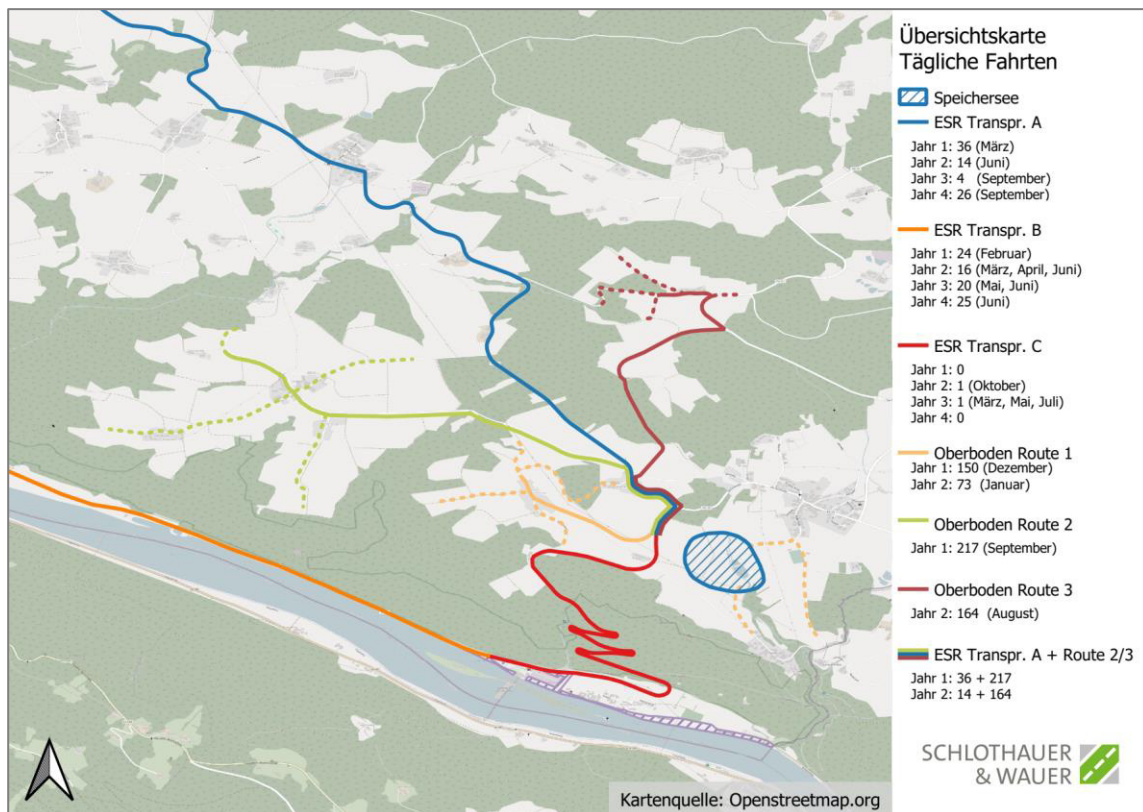 Übersichtskarte
Tägliche Fahrten
Speichersee
ESR Transpr. A
Jahr 1: 36 (März)
Jahr 2: 14 (Juni)
Jahr 3: 4 (September)
Jahr 4: 26 (September)
ESR Transpr. B
Jahr 1: 24 (Februar)
Jahr 2: 16 (März, April, Juni)
Jahr 3: 20 (Mai, Juni)
Jahr 4: 25 (Juni)
ESR Transpr. C
Jahr 1: 0
Jahr 2: 1 (Oktober)
Jahr 3: 1 (März, Mai, Juli)
Jahr 4: 0
Oberboden Route 1
Jahr 1: 150 (Dezember)
Jahr 2: 73 (Januar)
Oberboden Route 2
Jahr 1: 217 (September)
Oberboden Route 3
Jahr 2: 164 (August)
ESR Transpr. A + Route 2/3
Jahr 1: 36 + 217
Jahr 2: 14 + 164
SCHLOTHAUER
& WAUER
Kartenquelle: Openstreetmap.org